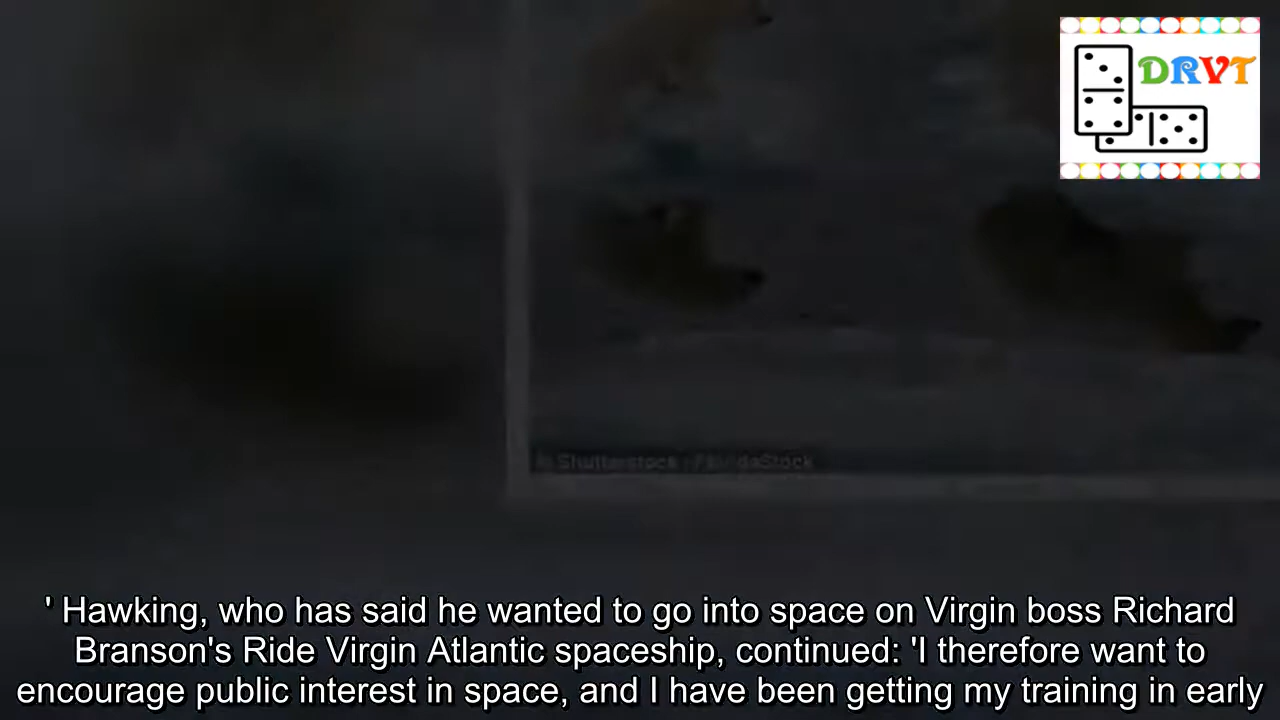 DRVT
Shutterstock
' Hawking, who has said he wanted to go into space on Virgin boss Richard
Branson's Ride Virgin Atlantic spaceship, continued: 'I therefore want to
encourage public interest in space, and I have been getting my training in early